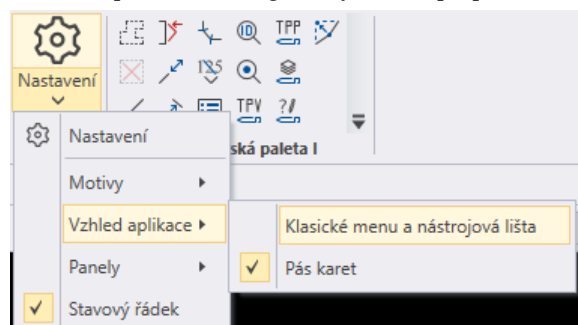 TPP
Nastavení
TPV
ská paleta I
Nastavení
Motivy
Vzhled aplikace
Klasické menu a nástrojová lišta
Panely
Pás karet
Stavový řádek